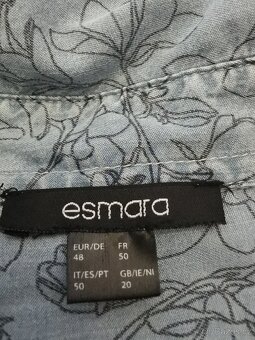 esmara
EUR/DE FR
48 50
IT/ES/PT GB/IE/NI
50 20